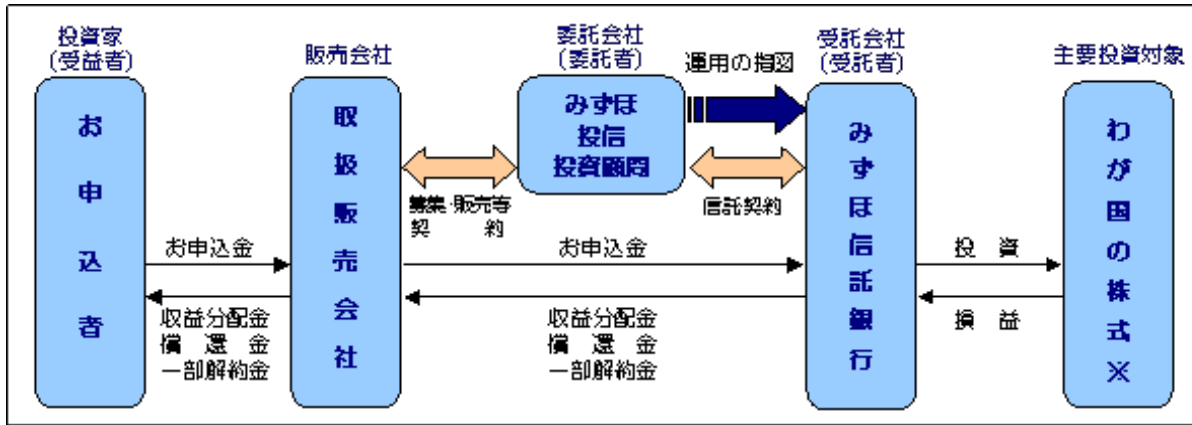 投資家
(受益者)
お申込者
販売会社
取扱販売会社
委託会社
(委託者)
みずほ
投信
投資顧問
運用の指図
受託会社
(受託者)
みずほ信託銀行
主要投資対象
わが国の株式※
募集・販売等
契 約
信託契約
お申込金
お申込金
投 資
収益分配金
償 還 金
一部解約金
収益分配金
償 還 金
一部解約金
損 益